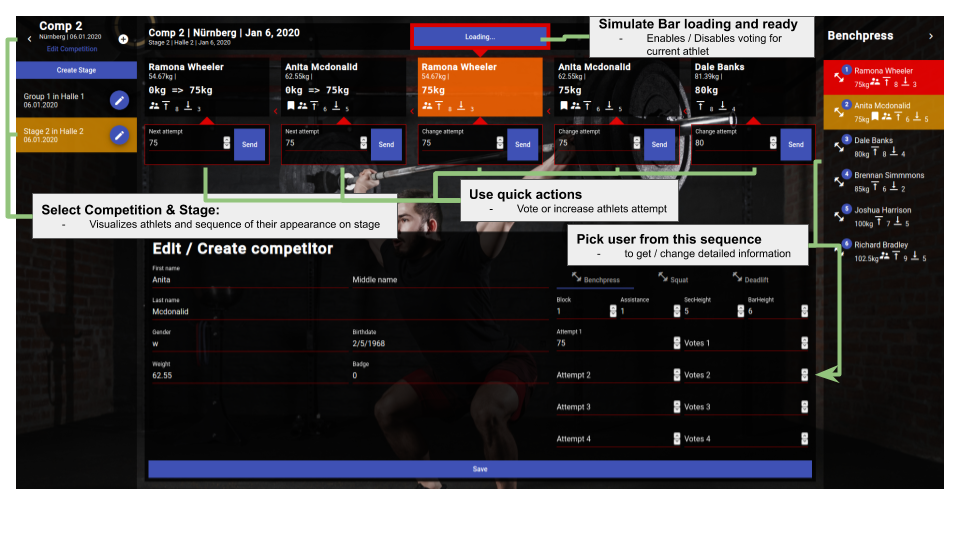 Comp 2
Nürnberg | 06.01.2020
Edit Competition
Create Stage
Group 1 in Halle 1
06.01.2020
Stage 2 in Halle 2
06.01.2020
Comp 2 | Nürnberg | Jan 6, 2020
Stage 2 | Halle 2 | Jan 6, 2020
Loading...
Simulate Bar loading and ready
- Enables / Disables voting for
current athlet
Benchpress
Ramona Wheeler
54.67kg |
0kg => 75kg
8 3
Anita Mcdonalld
62.55kg |
0kg => 75kg
6 5
Ramona Wheeler
54.67kg |
75kg
8 3
Anita Mcdonalld
62.55kg |
75kg
6 5
Dale Banks
81.39kg |
80kg
8 4
Next attempt
75
Send
Next attempt
75
Send
Change attempt
75
Send
Change attempt
75
Send
Change attempt
80
Send
1 Ramona Wheeler
75kg 8 3
2 Anita Mcdonalid
75kg 6 5
3 Dale Banks
80kg 8 4
4 Brennan Simmmons
85kg 6 2
5 Joshua Harrison
100kg 7 5
6 Richard Bradley
102.5kg 9 5
Select Competition & Stage:
- Visualizes athlets and sequence of their appearance on stage
Use quick actions
- Vote or increase athlets attempt
Pick user from this sequence
- to get / change detailed information
Edit / Create competitor
First name
Anita
Middle name
Last name
Mcdonalid
Gender
w
Birthdate
2/5/1968
Weight
62.55
Badge
0
Benchpress
Squat
Deadlift
Block
1
Assistance
1
SecHeight
5
BarHeight
6
Attempt 1
75
Votes 1
Attempt 2
Votes 2
Attempt 3
Votes 3
Attempt 4
Votes 4
Save